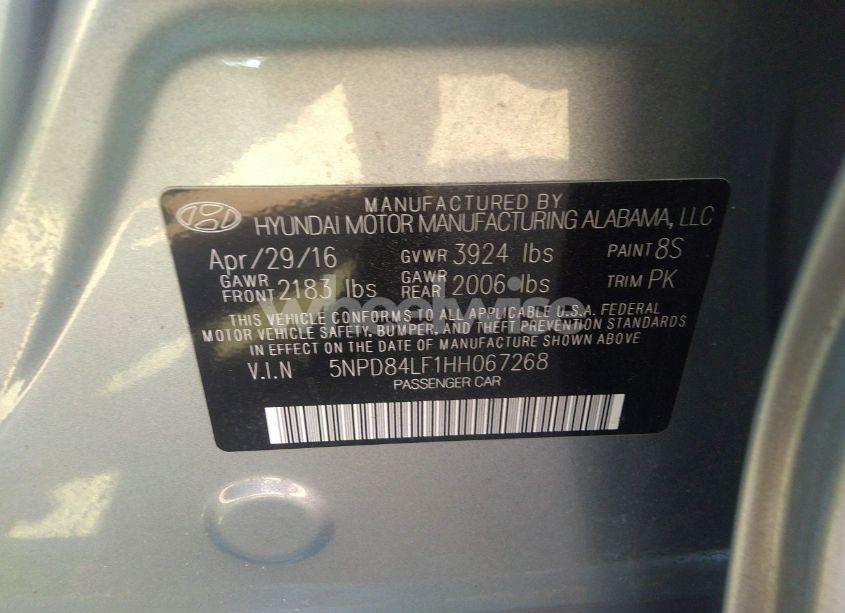 MANUFACTURED BY
HYUNDAI MOTOR MANUFACTURING ALABAMA, LLC
Apr/29/16 GVWR 3924 lbs PAINT 8S
GAWR FRONT 2183 lbs GAWR REAR 2006 lbs TRIM PK
THIS VEHICLE CONFORMS TO ALL APPLICABLE U.S.A. FEDERAL
MOTOR VEHICLE SAFETY, BUMPER, AND THEFT PREVENTION STANDARDS
IN EFFECT ON THE DATE OF MANUFACTURE SHOWN ABOVE
V.I.N 5NPD84LF1HH067268
PASSENGER CAR